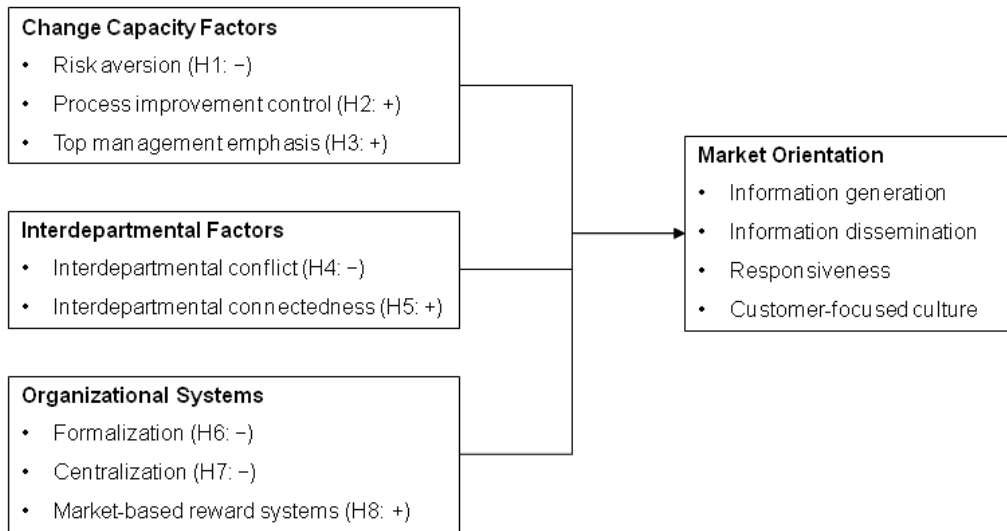 Change Capacity Factors
• Risk aversion (H1: −)
• Process improvement control (H2: +)
• Top management emphasis (H3: +)
Interdepartmental Factors
• Interdepartmental conflict (H4: −)
• Interdepartmental connectedness (H5: +)
Organizational Systems
• Formalization (H6: −)
• Centralization (H7: −)
• Market-based reward systems (H8: +)
Market Orientation
• Information generation
• Information dissemination
• Responsiveness
• Customer-focused culture